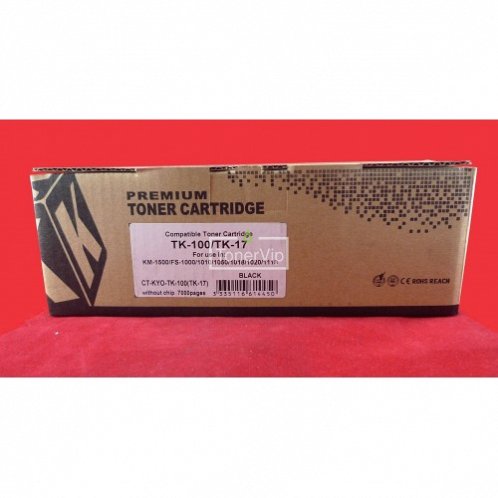 PREMIUM
TONER CARTRIDGE
Compatible Toner Cartridge
TK-100/TK-17
For use in:
TonerVip
BLACK
CT-KYO-TK-100(TK-17)
without chip 7000pages
CE ROHS REACH
K